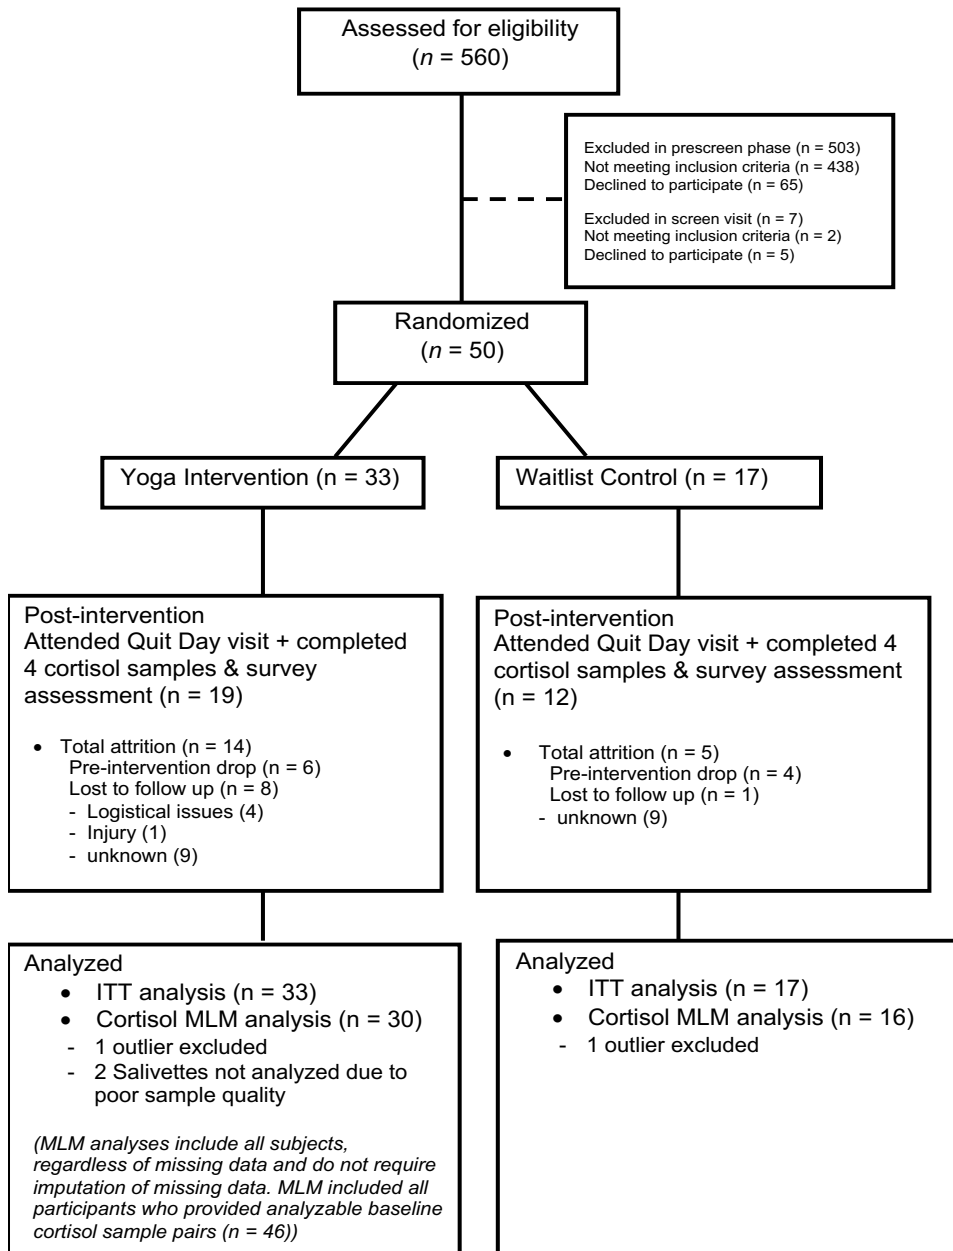 Assessed for eligibility
(n = 560)
Excluded in prescreen phase (n = 503)
Not meeting inclusion criteria (n = 438)
Declined to participate (n = 65)
Excluded in screen visit (n = 7)
Not meeting inclusion criteria (n = 2)
Declined to participate (n = 5)
Randomized
(n = 50)
Yoga Intervention (n = 33)
Waitlist Control (n = 17)
Post-intervention
Attended Quit Day visit + completed
4 cortisol samples & survey
assessment (n = 19)
• Total attrition (n = 14)
Pre-intervention drop (n = 6)
Lost to follow up (n = 8)
- Logistical issues (4)
- Injury (1)
- unknown (9)
Post-intervention
Attended Quit Day visit + completed 4
cortisol samples & survey assessment
(n = 12)
• Total attrition (n = 5)
Pre-intervention drop (n = 4)
Lost to follow up (n = 1)
- unknown (9)
Analyzed
• ITT analysis (n = 33)
• Cortisol MLM analysis (n = 30)
- 1 outlier excluded
- 2 Salivettes not analyzed due to
poor sample quality
(MLM analyses include all subjects,
regardless of missing data and do not require
imputation of missing data. MLM included all
participants who provided analyzable baseline
cortisol sample pairs (n = 46))
Analyzed
• ITT analysis (n = 17)
• Cortisol MLM analysis (n = 16)
- 1 outlier excluded